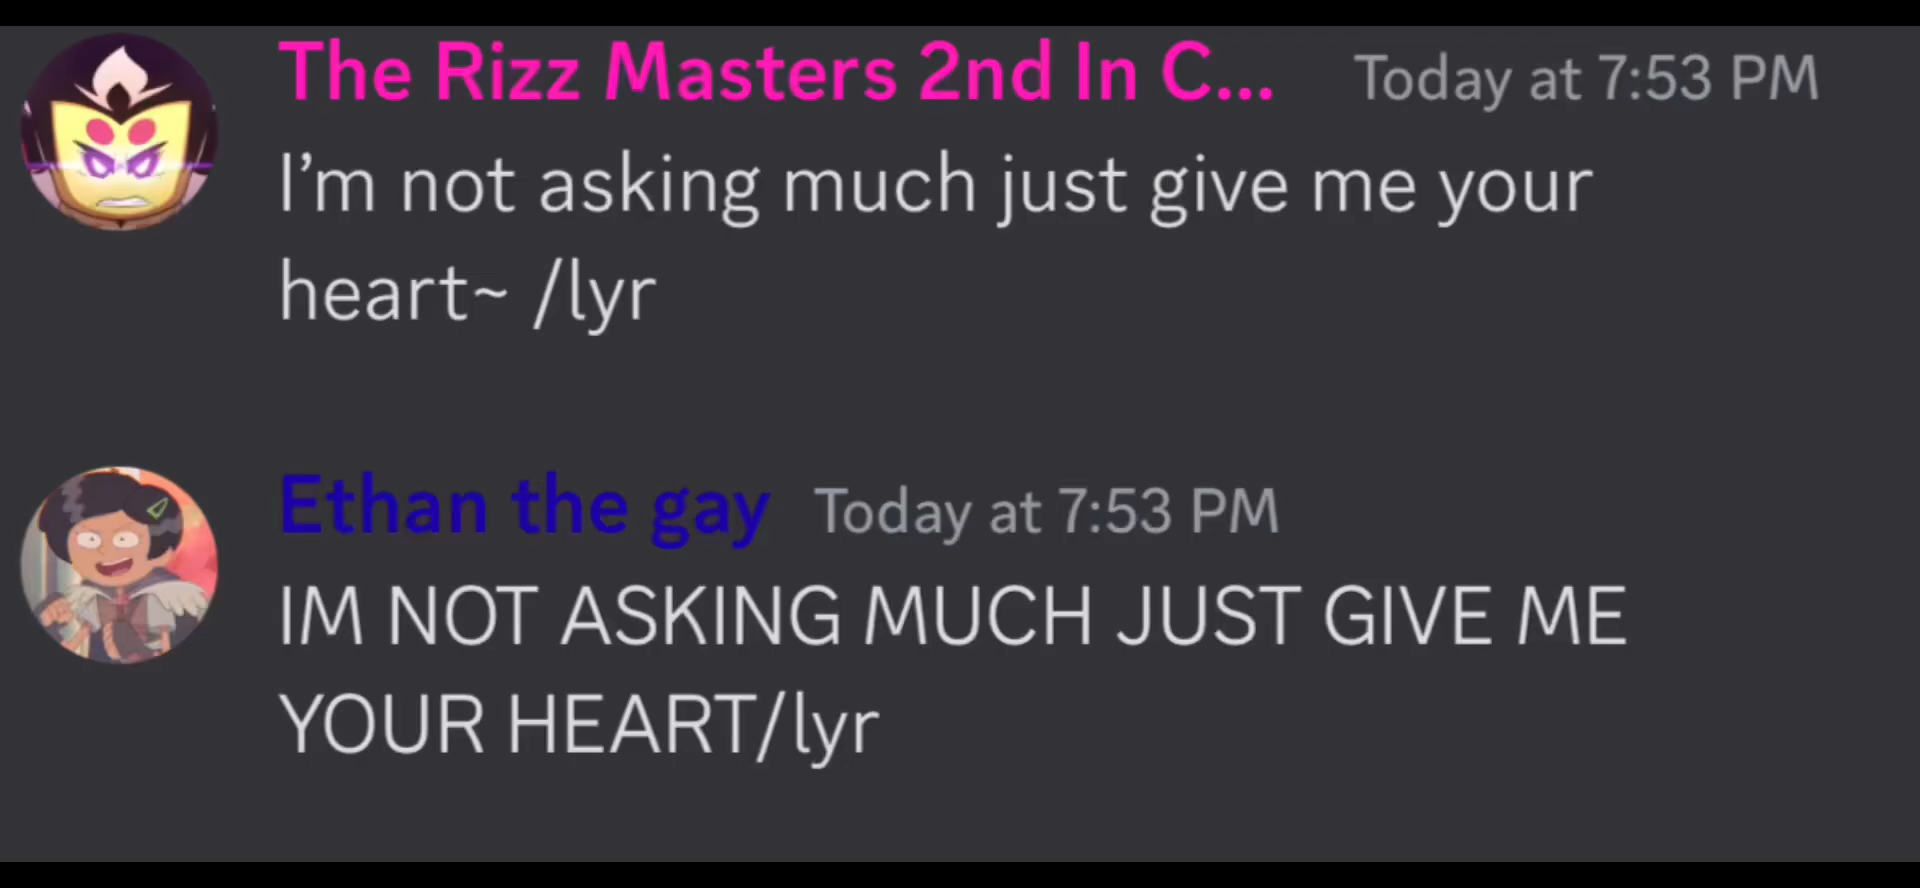 The Rizz Masters 2nd In C... Today at 7:53 PM
I’m not asking much just give me your
heart~ /lyr
Ethan the gay Today at 7:53 PM
IM NOT ASKING MUCH JUST GIVE ME
YOUR HEART/lyr